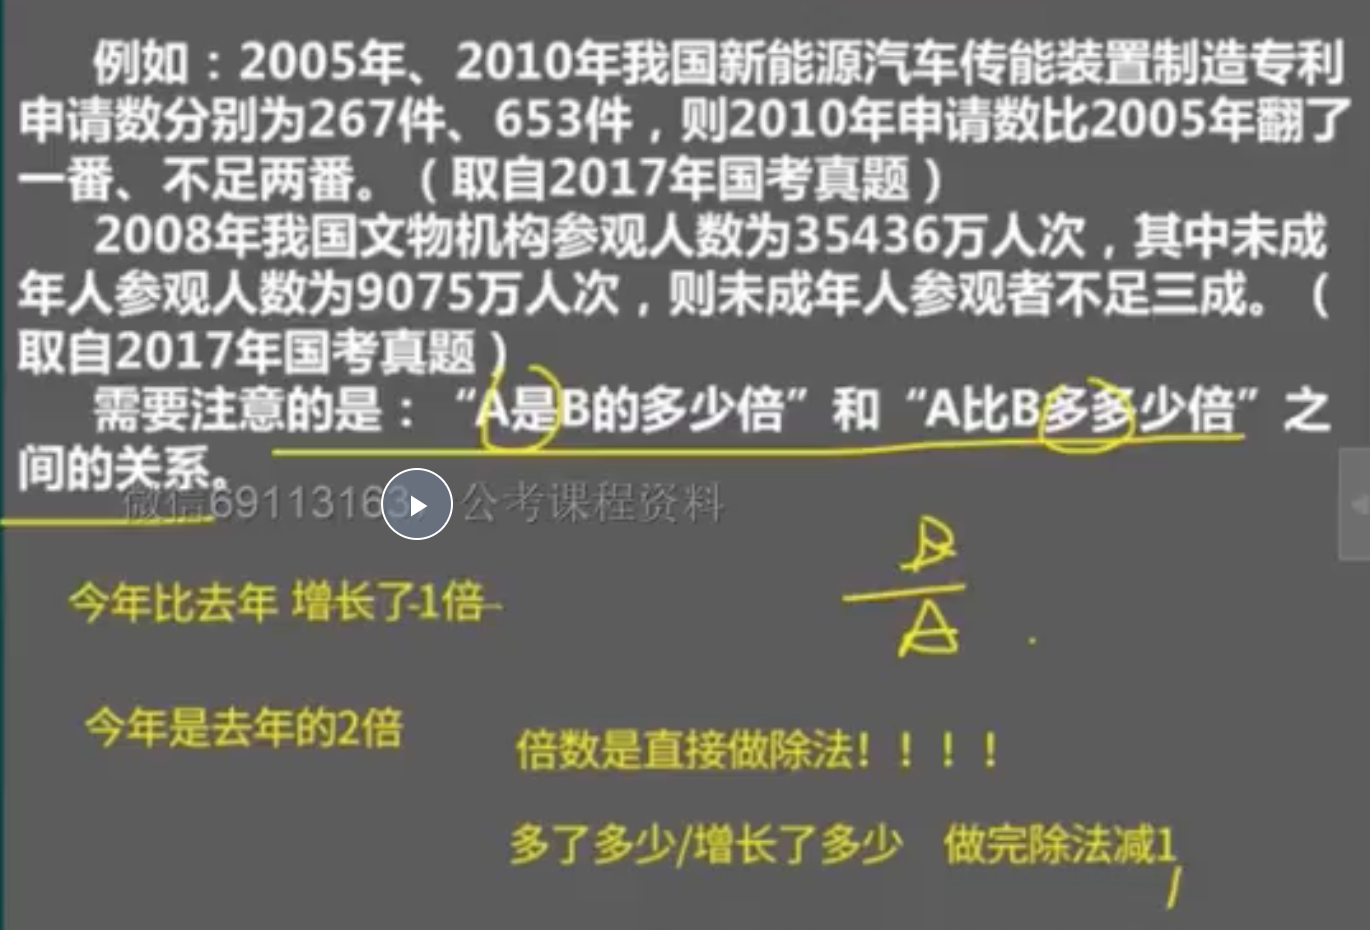 例如：2005年、2010年我国新能源汽车传能装置制造专利
申请数分别为267件、653件，则2010年申请数比2005年翻了
一番、不足两番。（取自2017年国考真题）
2008年我国文物机构参观人数为35436万人次，其中未成
年人参观人数为9075万人次，则未成年人参观者不足三成。（
取自2017年国考真题）
需要注意的是：“A是B的多少倍”和“A比B多多少倍”之
间的关系。
微信6911316 公考课程资料
B
A
今年比去年 增长了1倍
今年是去年的2倍
倍数是直接做除法！！！！
多了多少/增长了多少 做完除法减1